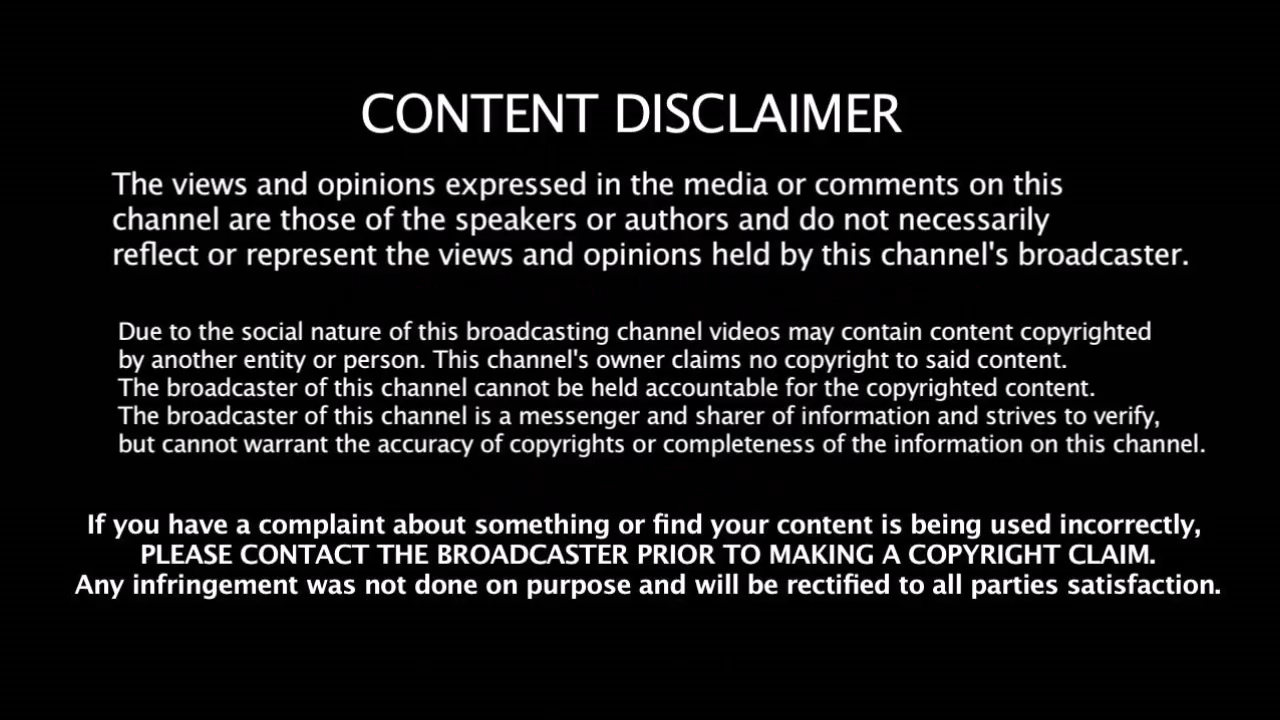 CONTENT DISCLAIMER
The views and opinions expressed in the media or comments on this
channel are those of the speakers or authors and do not necessarily
reflect or represent the views and opinions held by this channel's broadcaster.
Due to the social nature of this broadcasting channel videos may contain content copyrighted
by another entity or person. This channel's owner claims no copyright to said content.
The broadcaster of this channel cannot be held accountable for the copyrighted content.
The broadcaster of this channel is a messenger and sharer of information and strives to verify,
but cannot warrant the accuracy of copyrights or completeness of the information on this channel.
If you have a complaint about something or find your content is being used incorrectly,
PLEASE CONTACT THE BROADCASTER PRIOR TO MAKING A COPYRIGHT CLAIM.
Any infringement was not done on purpose and will be rectified to all parties satisfaction.